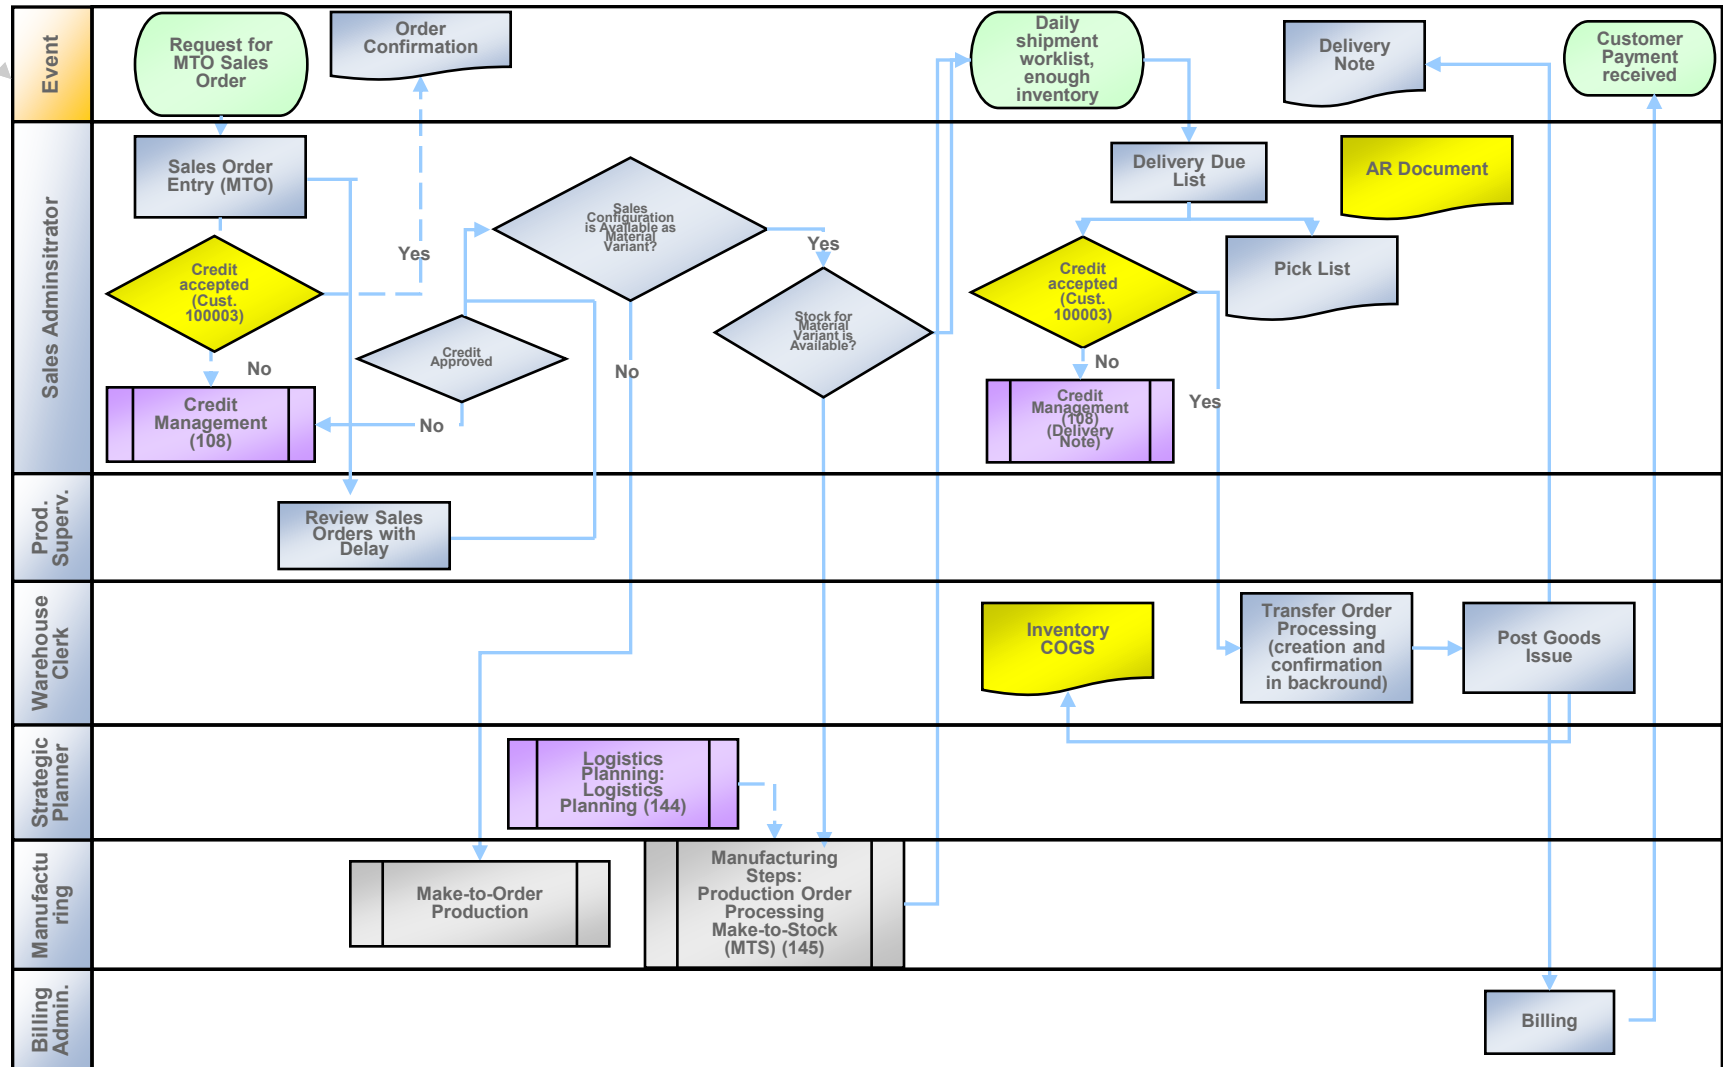 Event
Request for
MTO Sales
Order
Order
Confirmation
Daily
shipment
worklist,
enough
inventory
Delivery
Note
Customer
Payment
received
Sales Adminsitrator
Sales Order
Entry (MTO)
Credit
accepted
(Cust.
100003)
Yes
No
Credit
Management
(108)
Credit
Approved
No
Sales
Configuration
is Available as
Material
Variant?
Yes
No
Stock for
Material
Variant is
Available?
Delivery Due
List
AR Document
Credit
accepted
(Cust.
100003)
Pick List
No
Yes
Credit
Management
(108)
(Delivery
Note)
Prod.
Superv.
Review Sales
Orders with
Delay
Warehouse
Clerk
Inventory
COGS
Transfer Order
Processing
(creation and
confirmation
in backround)
Post Goods
Issue
Strategic
Planner
Logistics
Planning:
Logistics
Planning (144)
Manufactu
ring
Make-to-Order
Production
Manufacturing
Steps:
Production Order
Processing
Make-to-Stock
(MTS) (145)
Billing
Admin.
Billing